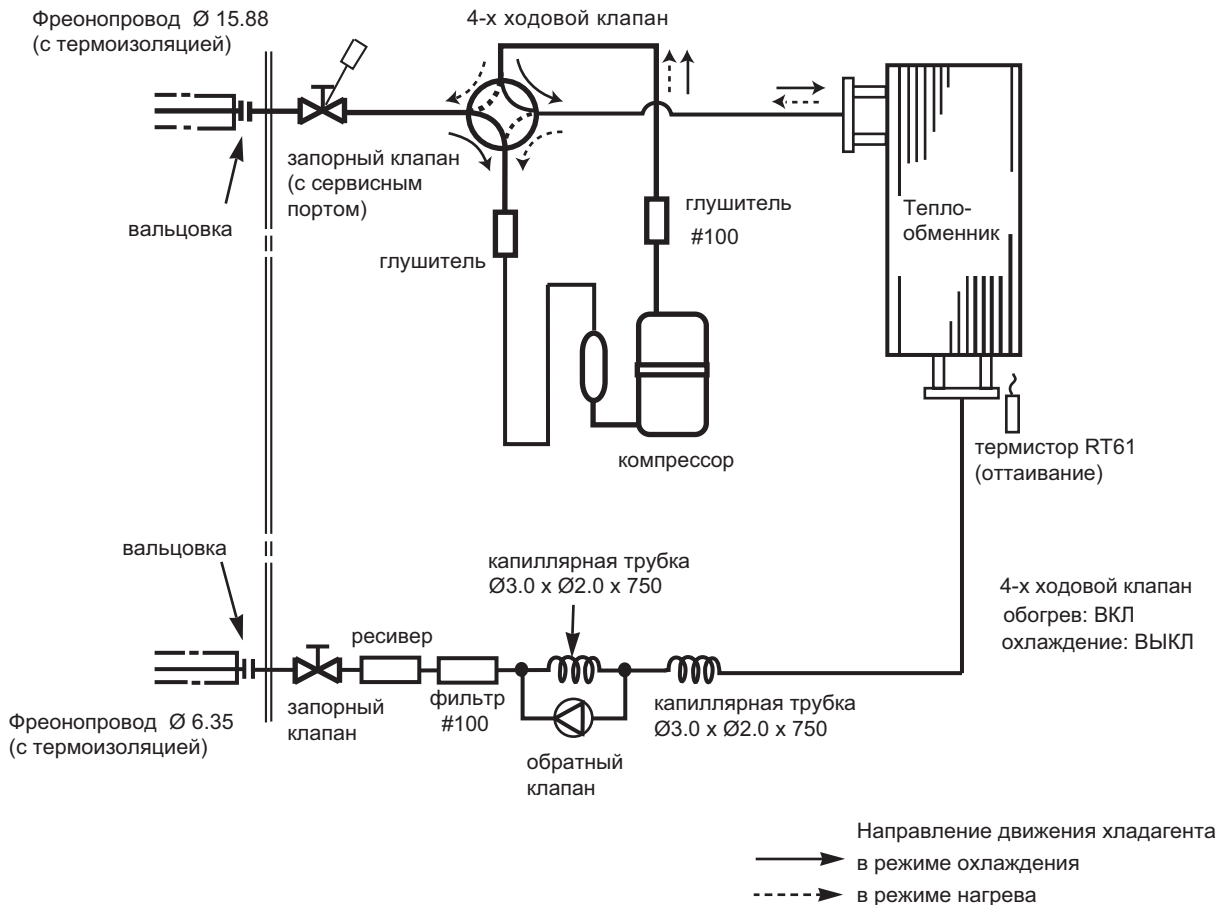 Фреонопровод Ø 15.88
(с термоизоляцией)
4-х ходовой клапан
запорный клапан
(с сервисным
портом)
вальцовка
глушитель
глушитель
#100
Тепло-
обменник
компрессор
термистор RT61
(оттаивание)
вальцовка
капиллярная трубка
Ø3.0 x Ø2.0 x 750
4-х ходовой клапан
обогрев: ВКЛ
охлаждение: ВЫКЛ
ресивер
Фреонопровод Ø 6.35
(с термоизоляцией)
запорный
клапан
фильтр
#100
капиллярная трубка
Ø3.0 x Ø2.0 x 750
обратный
клапан
Направление движения хладагента
в режиме охлаждения
в режиме нагрева